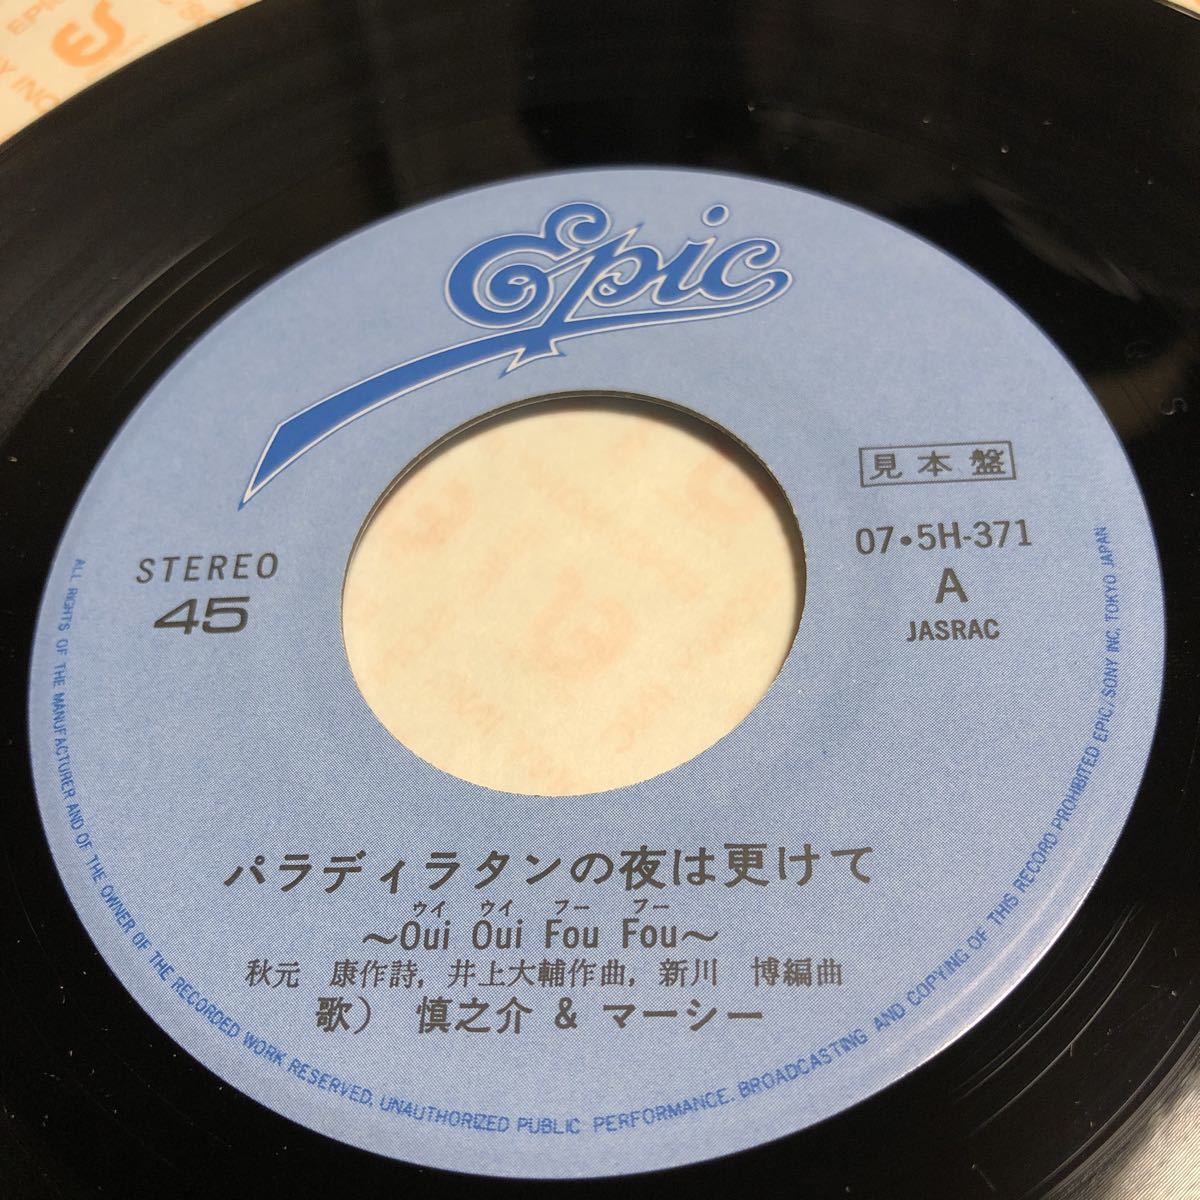 Epic
見本盤
07・5H-371
A
JASRAC
STEREO
45
パラディラタンの夜は更けて
ウイ ウイ フー フー
〜Oui Oui Fou Fou〜
秋元 康作詩, 井上大輔作曲, 新川 博編曲
歌) 慎之介 & マーシー
ALL RIGHTS OF THE MANUFACTURER AND OF THE OWNER OF THE RECORDED WORK RESERVED. UNAUTHORIZED PUBLIC PERFORMANCE. BROADCASTING AND COPYING OF THIS RECORD PROHIBITED EPIC/SONY INC. TOKYO JAPAN